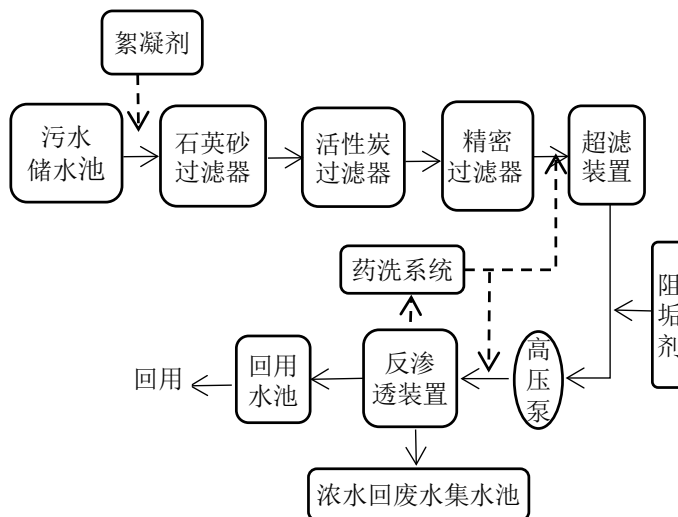 絮凝剂
污水
储水池
石英砂
过滤器
活性炭
过滤器
精密
过滤器
超滤
装置
药洗系统
阻
垢
剂
高
压
泵
反渗
透装置
回用
水池
回用
浓水回废水集水池